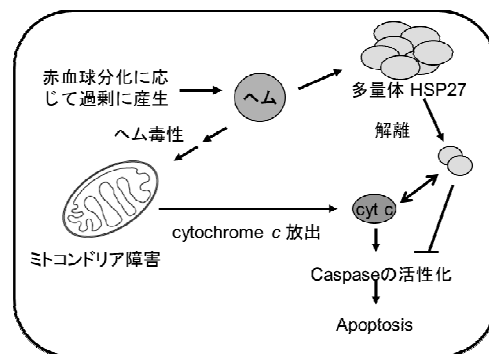 赤血球分化に応
じて過剰に産生
ヘム
多量体 HSP27
ヘム毒性
解離
cyt c
cytochrome c 放出
ミトコンドリア障害
Caspaseの活性化
Apoptosis